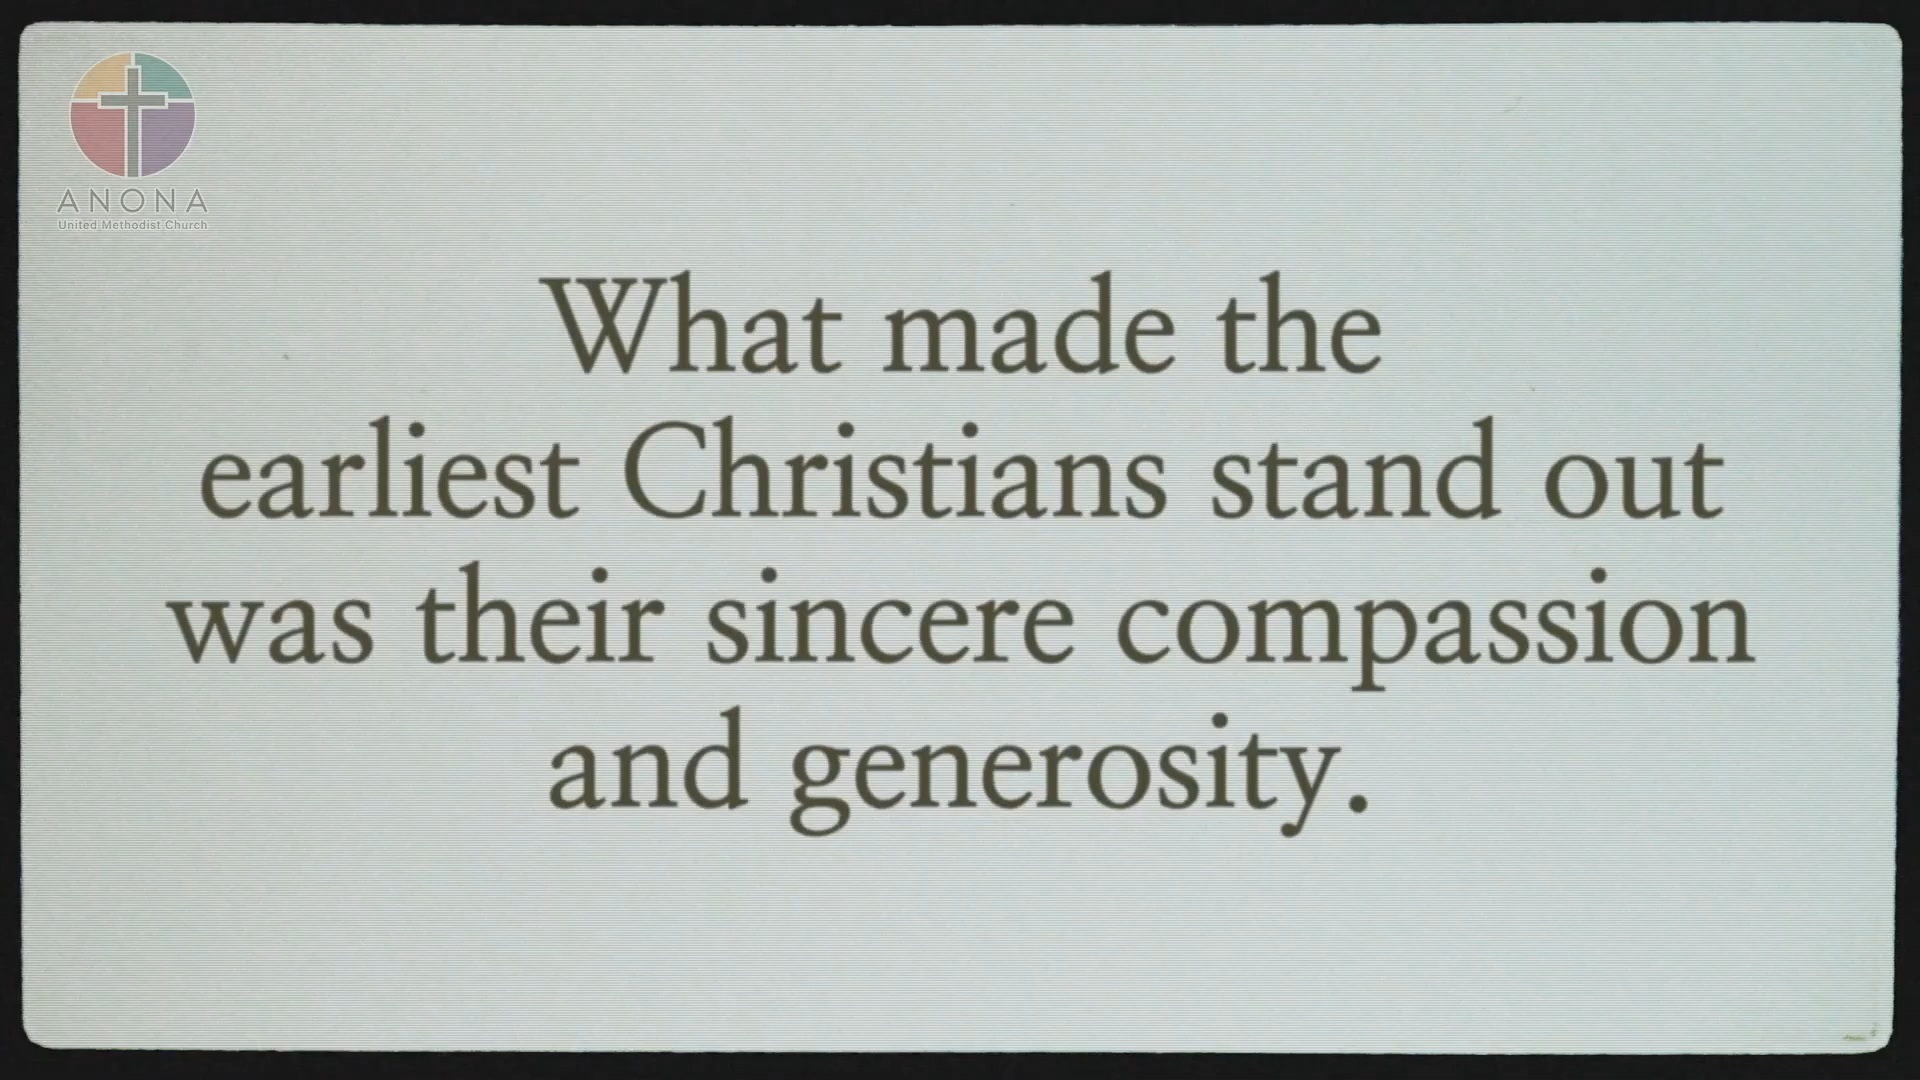 ANONA
United Methodist Church
What made the
earliest Christians stand out
was their sincere compassion
and generosity.